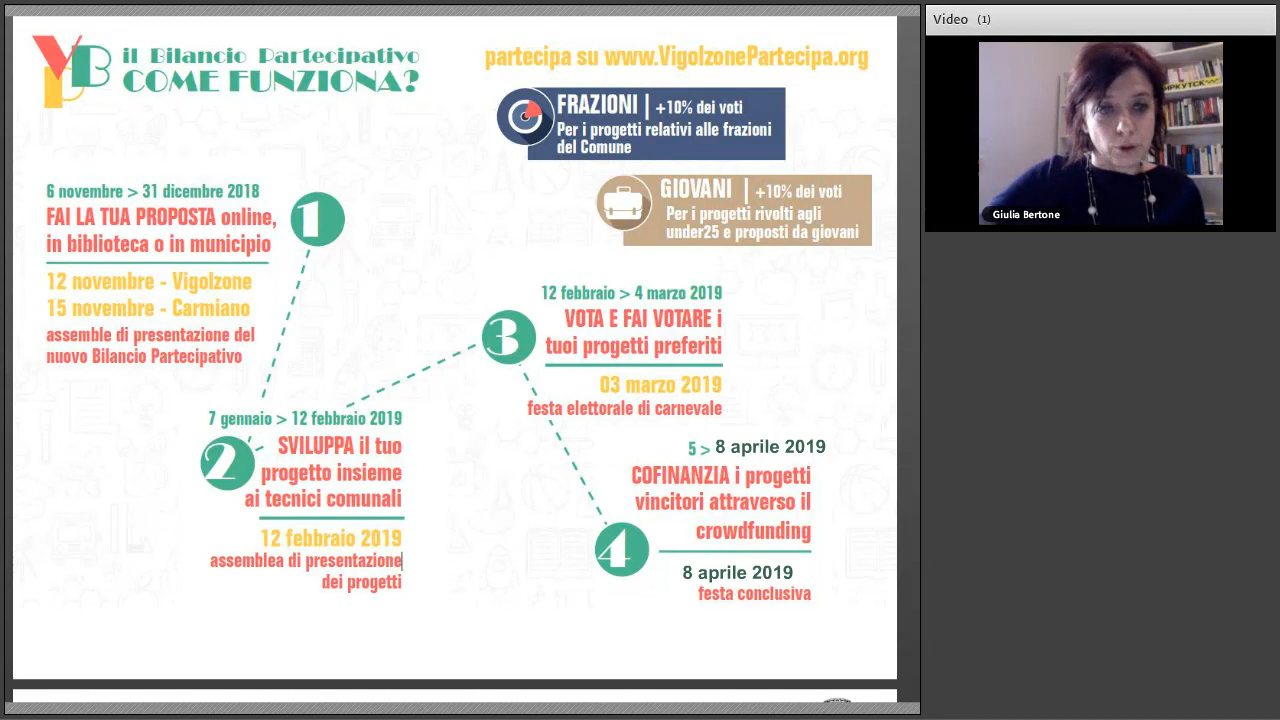 YPB
il Bilancio Partecipativo
COME FUNZIONA?
partecipa su www.VigolzonePartecipa.org
FRAZIONI | +10% dei voti
Per i progetti relativi alle frazioni
del Comune
GIOVANI | +10% dei voti
Per i progetti rivolti agli
under25 e proposti da giovani
6 novembre > 31 dicembre 2018
FAI LA TUA PROPOSTA online,
in biblioteca o in municipio
1
12 novembre - Vigolzone
15 novembre - Carmiano
assemble di presentazione del
nuovo Bilancio Partecipativo
7 gennaio > 12 febbraio 2019
2
SVILUPPA il tuo
progetto insieme
ai tecnici comunali
12 febbraio 2019
assemblea di presentazione
dei progetti
12 febbraio > 4 marzo 2019
3
VOTA E FAI VOTARE i
tuoi progetti preferiti
03 marzo 2019
festa elettorale di carnevale
5 > 8 aprile 2019
COFINANZIA i progetti
vincitori attraverso il
crowdfunding
4
8 aprile 2019
festa conclusiva
Video (1)
ИРКУТСК
Giulia Bertone